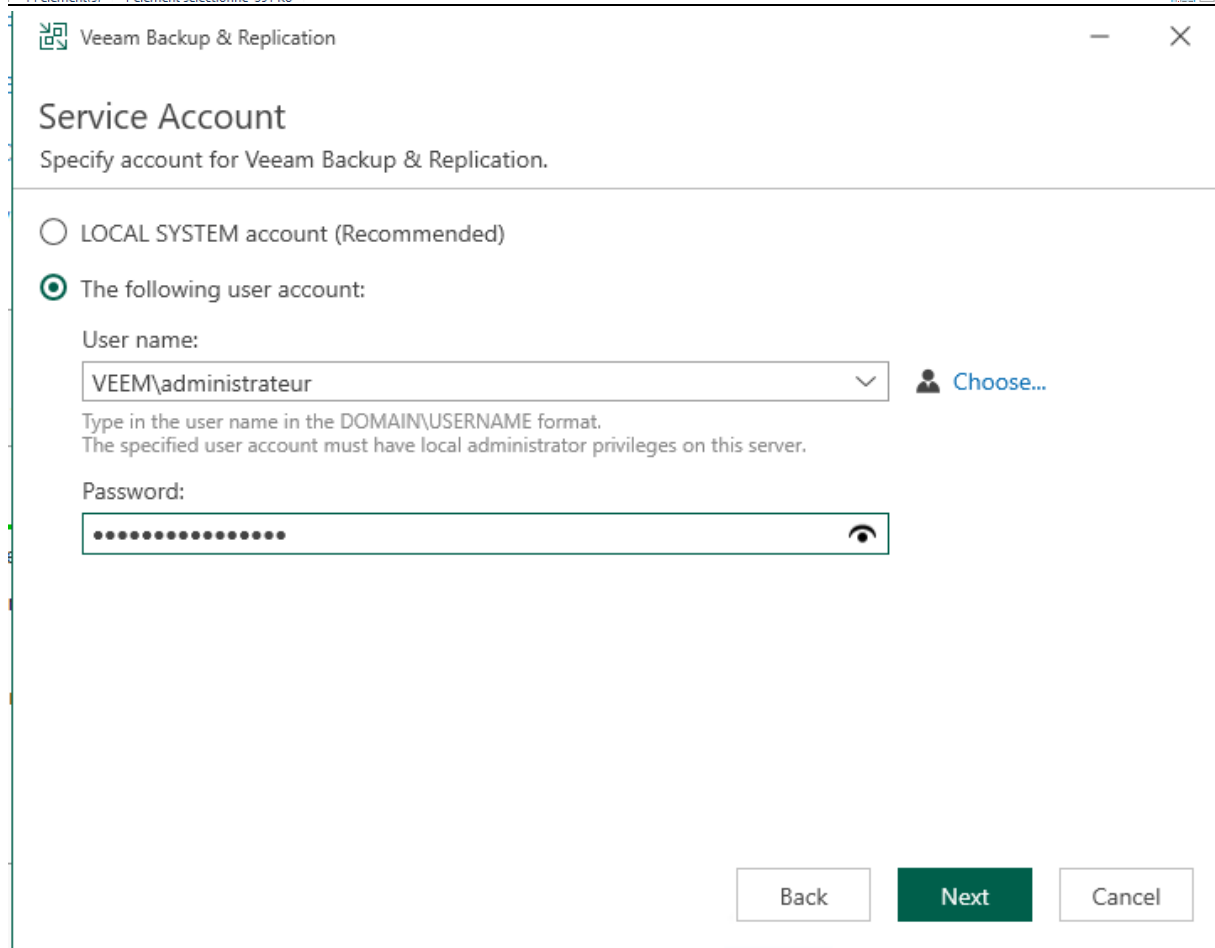 Veeam Backup & Replication
Service Account
Specify account for Veeam Backup & Replication.
LOCAL SYSTEM account (Recommended)
The following user account:
User name:
VEEM\administrateur
Choose...
Type in the user name in the DOMAIN\USERNAME format.
The specified user account must have local administrator privileges on this server.
Password:
••••••••••••••••
Back
Next
Cancel